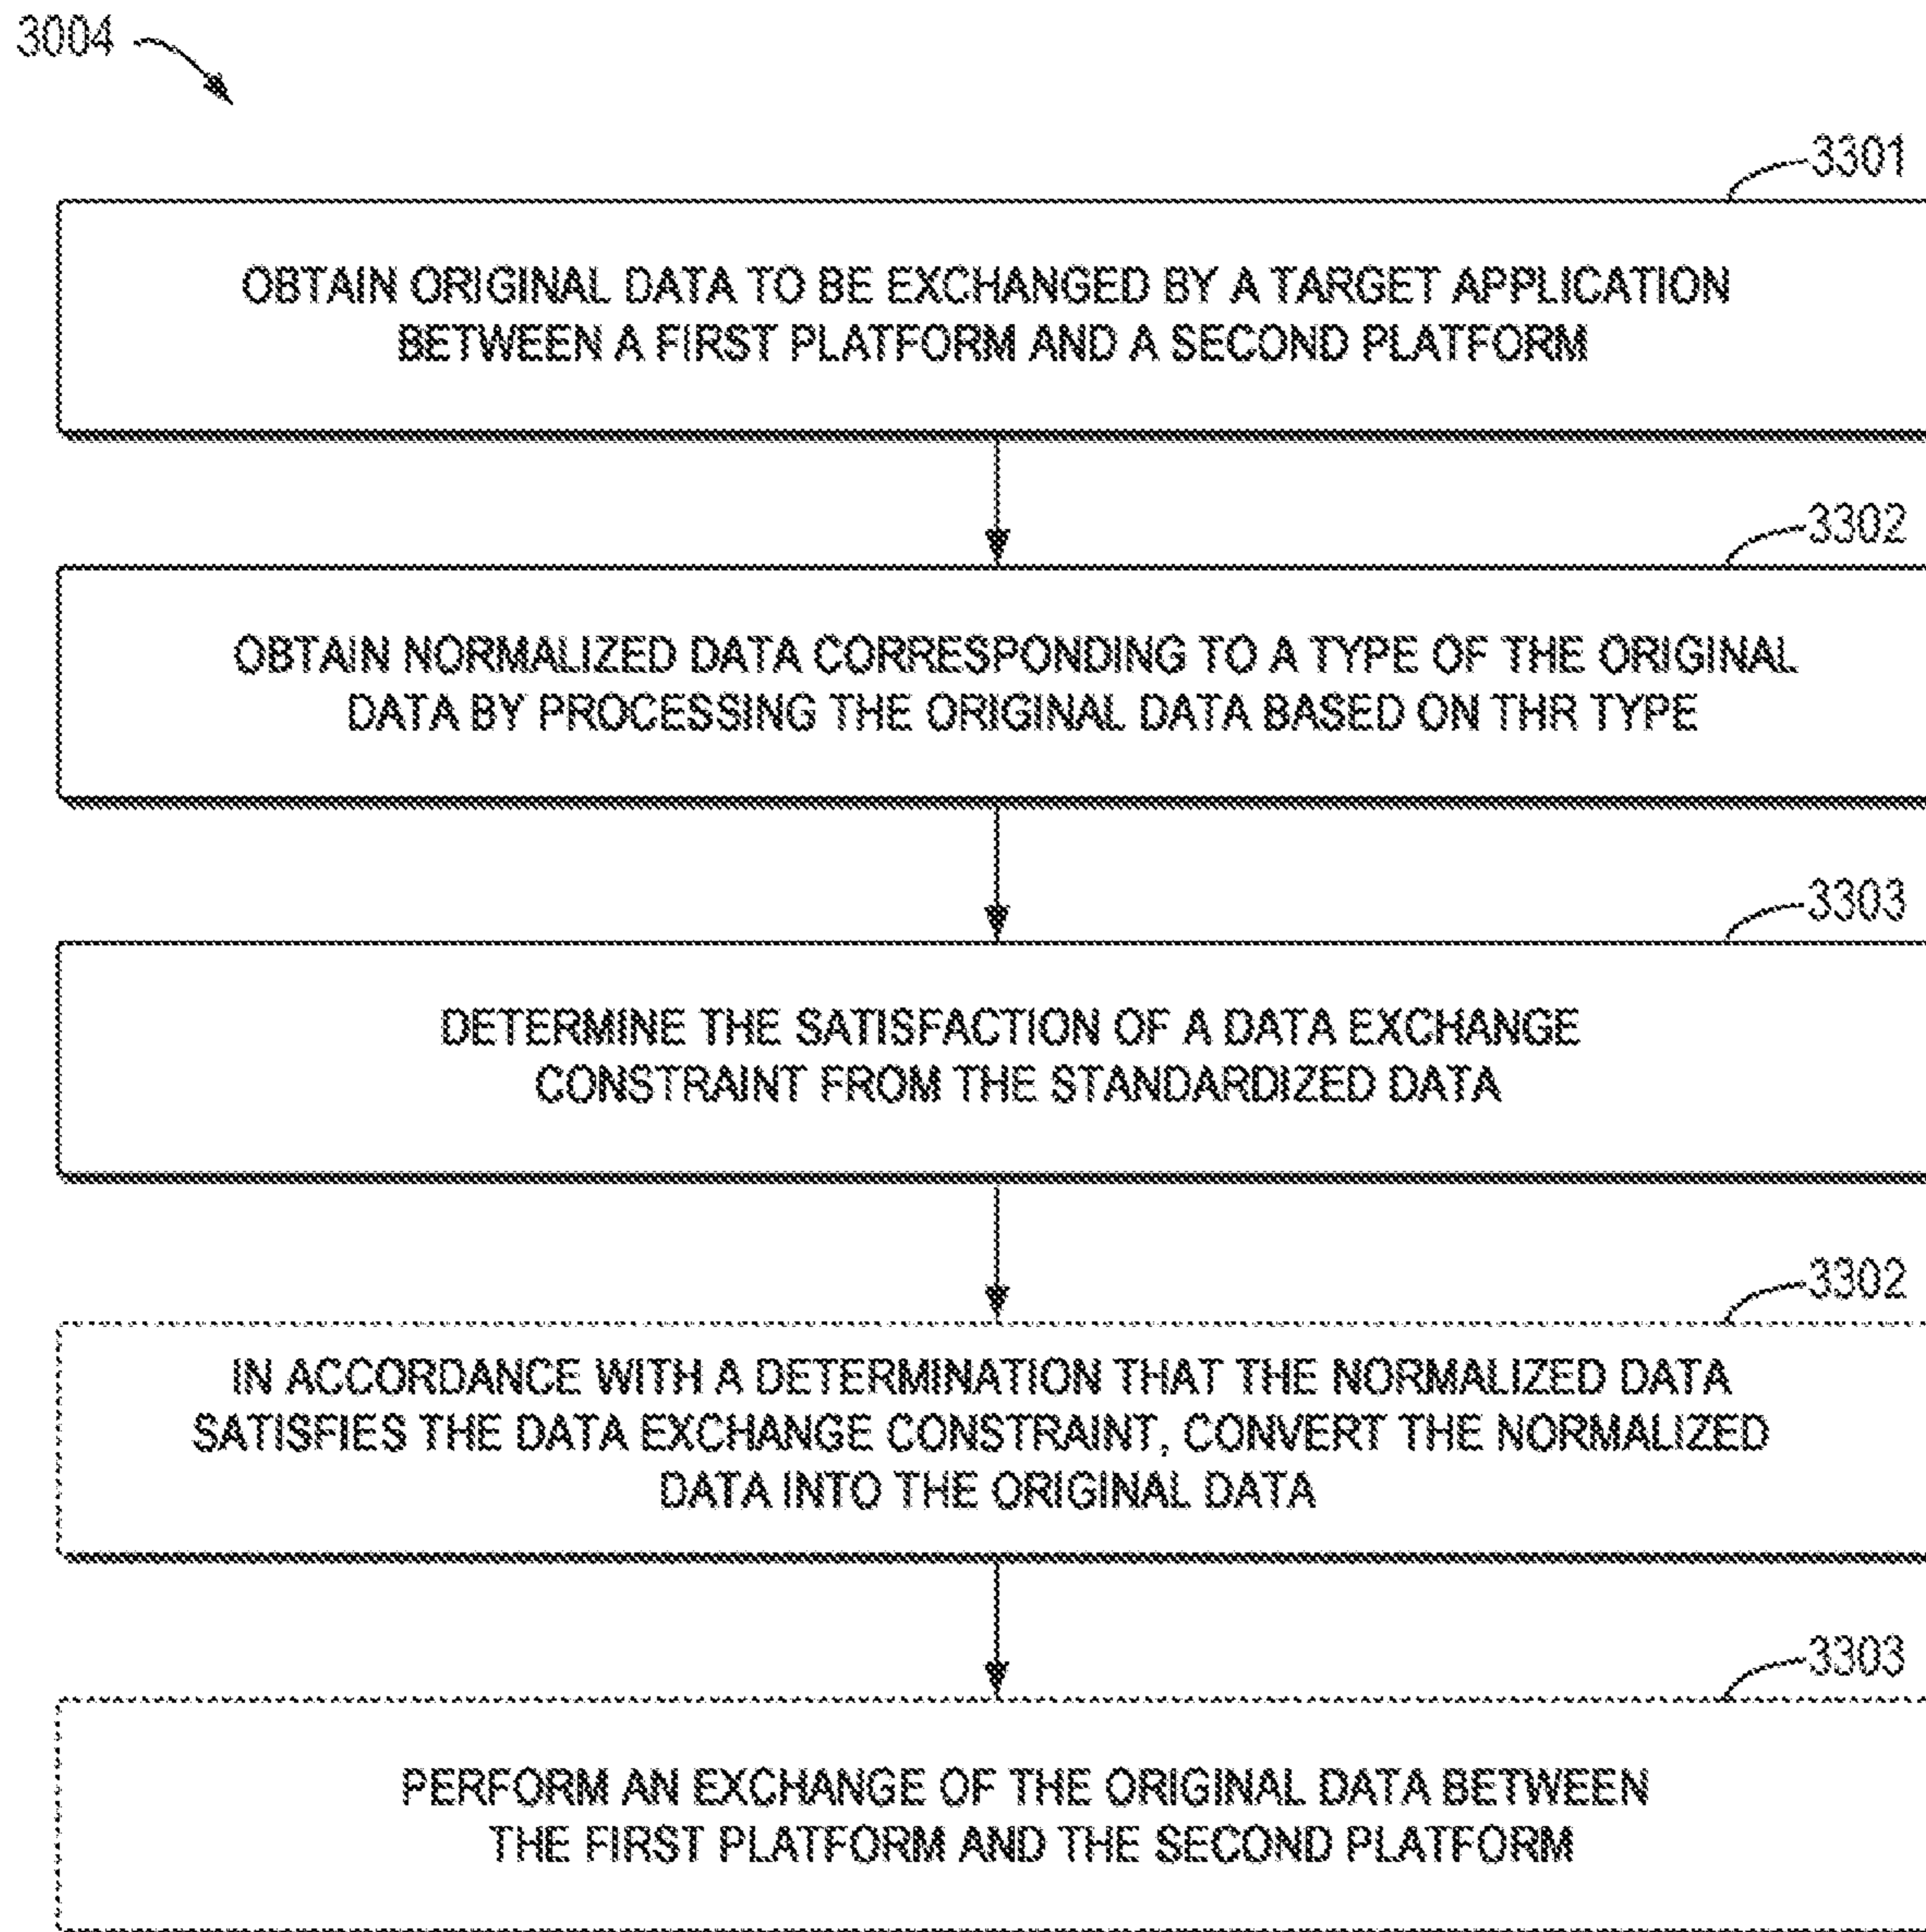 3004
3301
OBTAIN ORIGINAL DATA TO BE EXCHANGED BY A TARGET APPLICATION
BETWEEN A FIRST PLATFORM AND A SECOND PLATFORM
3302
OBTAIN NORMALIZED DATA CORRESPONDING TO A TYPE OF THE ORIGINAL
DATA BY PROCESSING THE ORIGINAL DATA BASED ON THR TYPE
3303
DETERMINE THE SATISFACTION OF A DATA EXCHANGE
CONSTRAINT FROM THE STANDARDIZED DATA
3302
IN ACCORDANCE WITH A DETERMINATION THAT THE NORMALIZED DATA
SATISFIES THE DATA EXCHANGE CONSTRAINT, CONVERT THE NORMALIZED
DATA INTO THE ORIGINAL DATA
3303
PERFORM AN EXCHANGE OF THE ORIGINAL DATA BETWEEN
THE FIRST PLATFORM AND THE SECOND PLATFORM